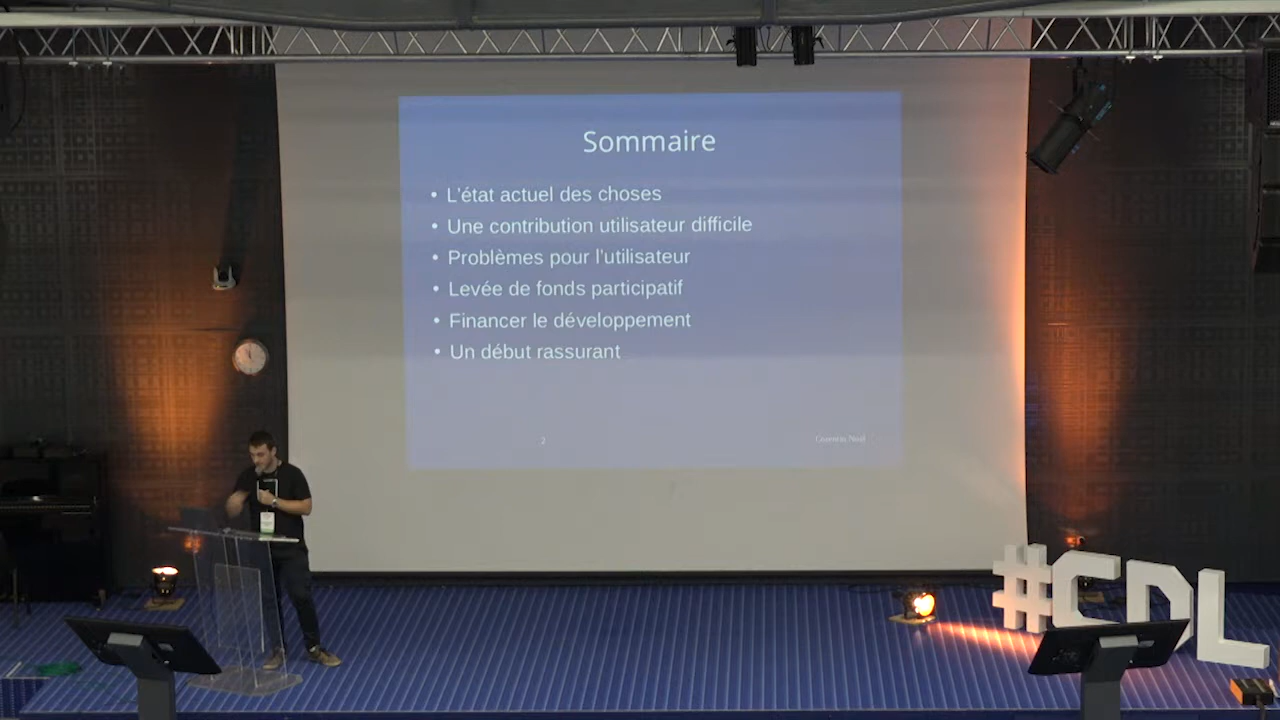 Sommaire
• L'état actuel des choses
• Une contribution utilisateur difficile
• Problèmes pour l'utilisateur
• Levée de fonds participatif
• Financer le développement
• Un début rassurant
2
#CDL